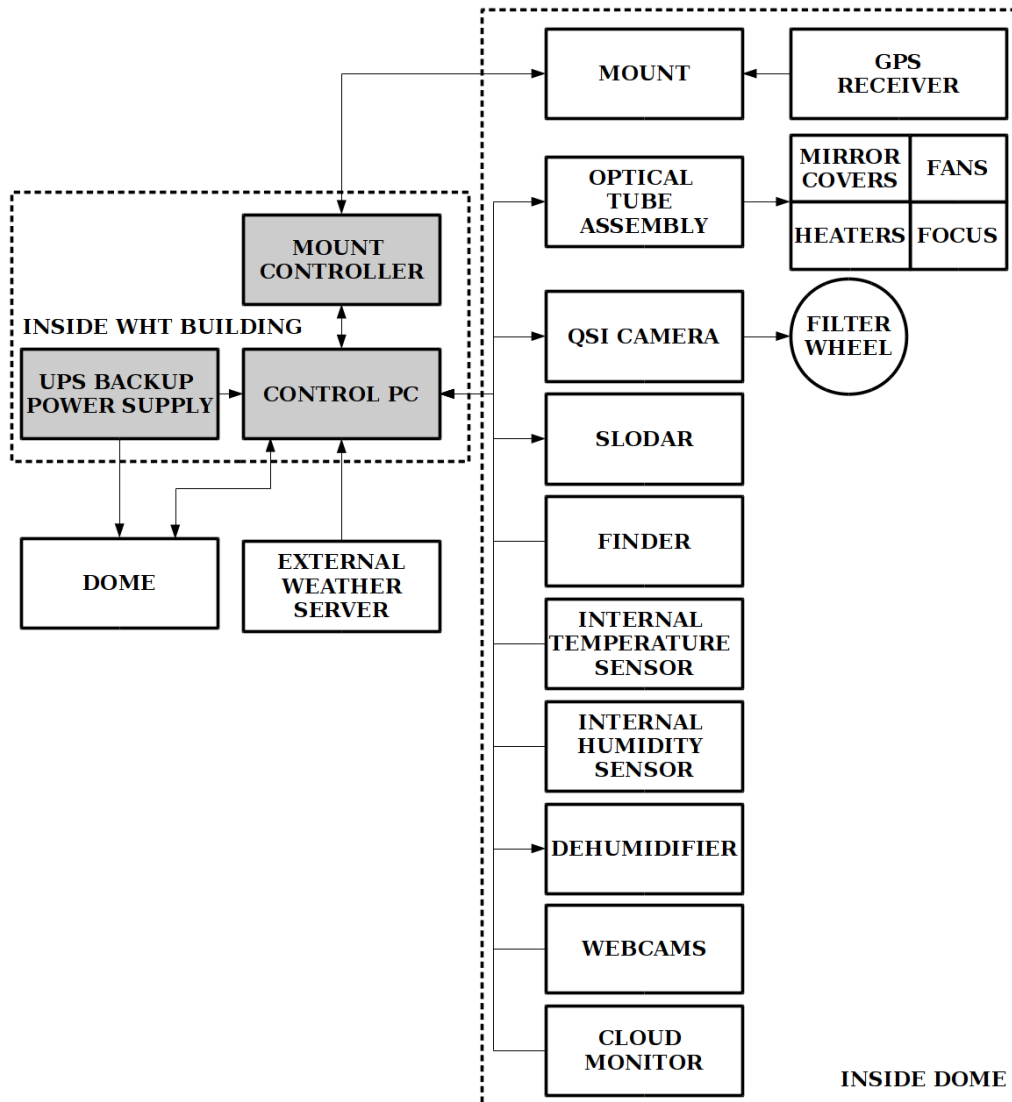 MOUNT
GPS
RECEIVER
OPTICAL
TUBE
ASSEMBLY
MIRROR
COVERS
FANS
HEATERS
FOCUS
MOUNT
CONTROLLER
INSIDE WHT BUILDING
UPS BACKUP
POWER SUPPLY
CONTROL PC
QSI CAMERA
FILTER
WHEEL
SLODAR
DOME
EXTERNAL
WEATHER
SERVER
FINDER
INTERNAL
TEMPERATURE
SENSOR
INTERNAL
HUMIDITY
SENSOR
DEHUMIDIFIER
WEBCAMS
CLOUD
MONITOR
INSIDE DOME